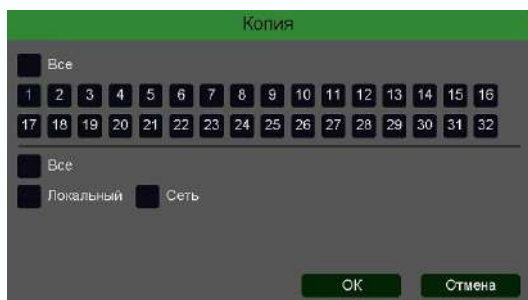 Копия
Все
1 2 3 4 5 6 7 8 9 10 11 12 13 14 15 16
17 18 19 20 21 22 23 24 25 26 27 28 29 30 31 32
Все
Локальный Сеть
ОК Отмена